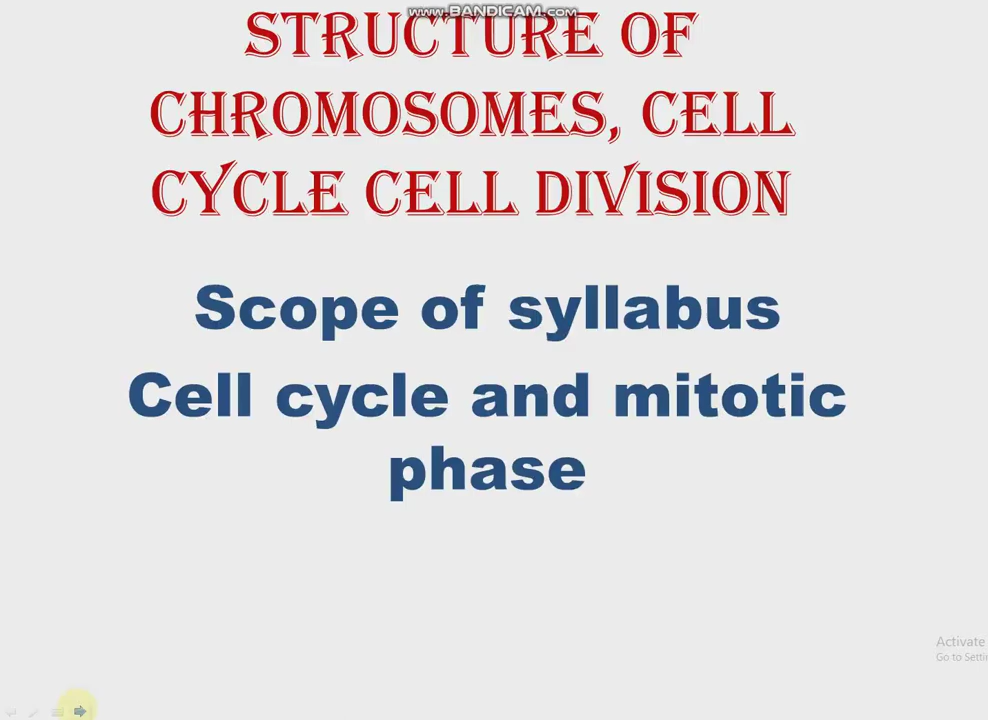 www.BANDICAM.com
STRUCTURE OF
CHROMOSOMES, CELL
CYCLE CELL DIVISION
Scope of syllabus
Cell cycle and mitotic
phase
Activate
Go to Setti